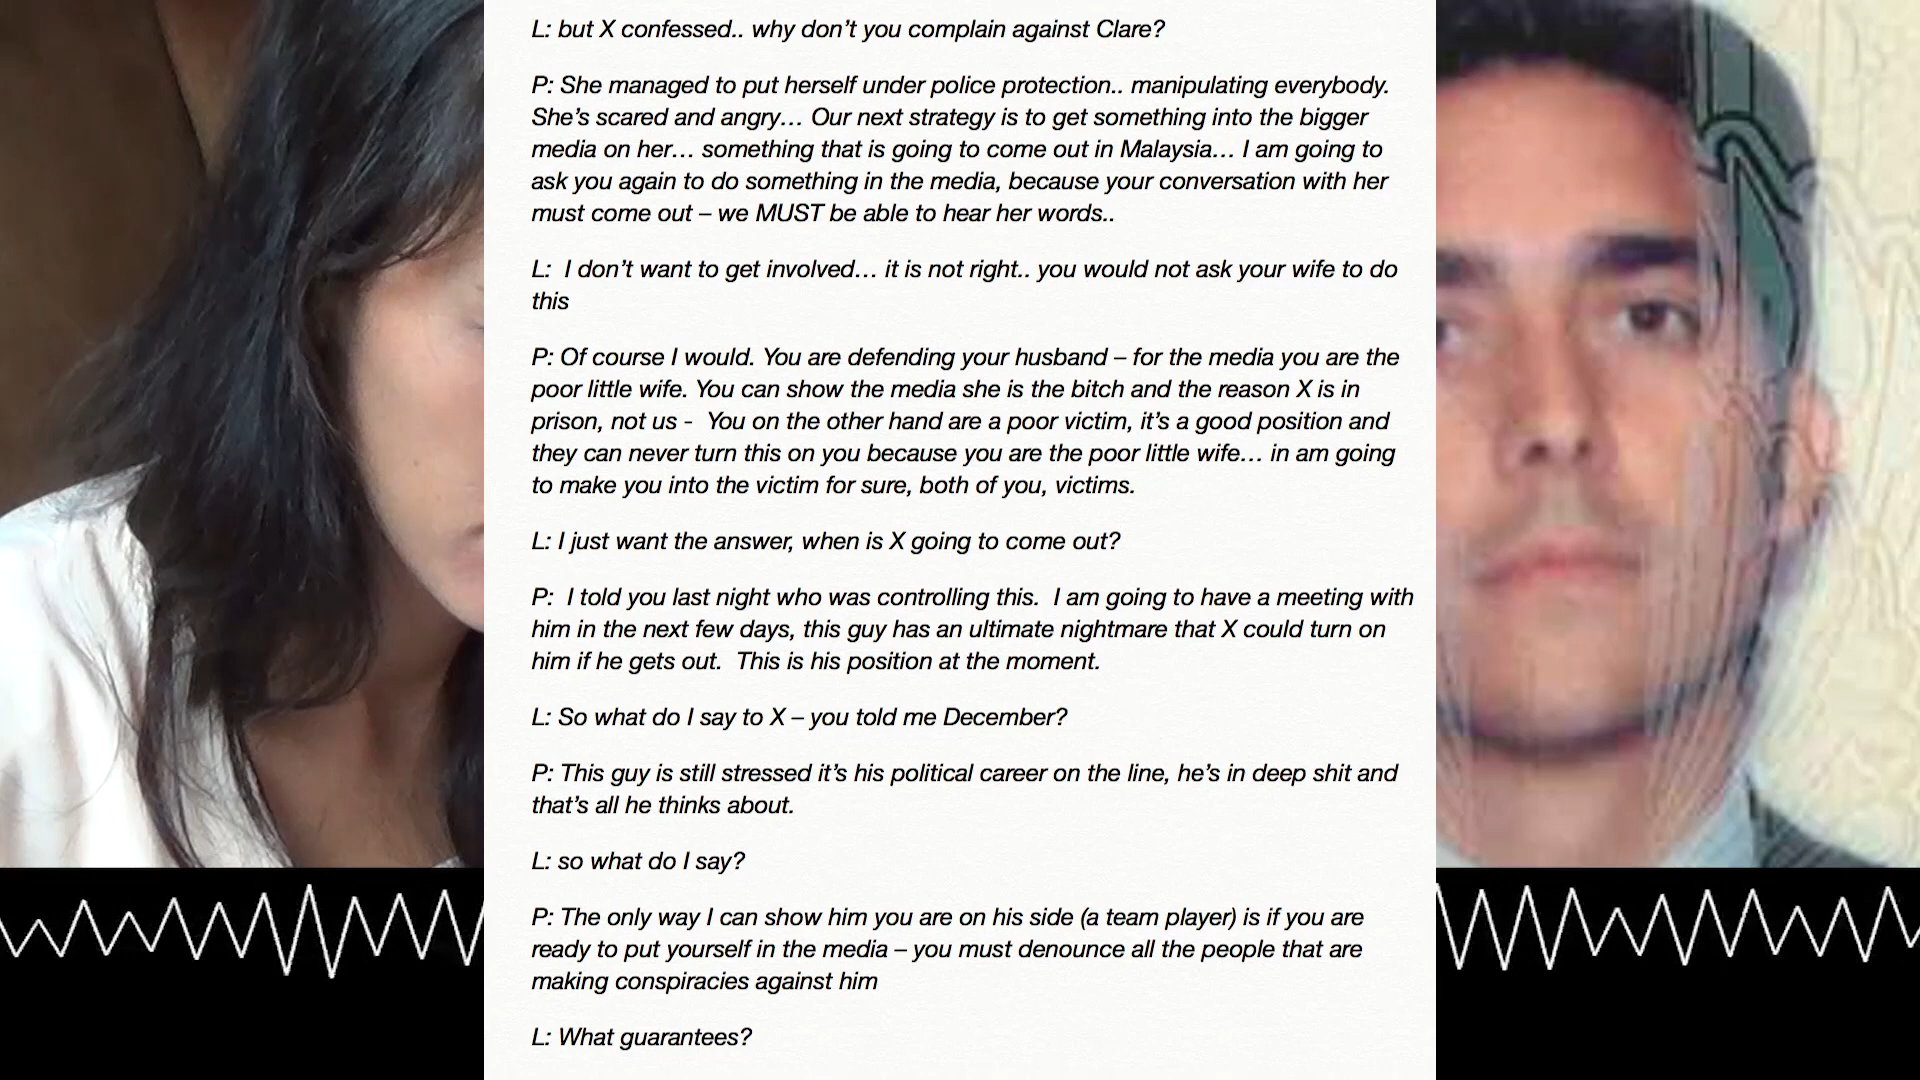 L: but X confessed.. why don’t you complain against Clare?
P: She managed to put herself under police protection.. manipulating everybody.
She’s scared and angry… Our next strategy is to get something into the bigger
media on her… something that is going to come out in Malaysia… I am going to
ask you again to do something in the media, because your conversation with her
must come out – we MUST be able to hear her words..
L:  I don’t want to get involved… it is not right.. you would not ask your wife to do
this
P: Of course I would. You are defending your husband – for the media you are the
poor little wife. You can show the media she is the bitch and the reason X is in
prison, not us -  You on the other hand are a poor victim, it’s a good position and
they can never turn this on you because you are the poor little wife… in am going
to make you into the victim for sure, both of you, victims.
L: I just want the answer, when is X going to come out?
P:  I told you last night who was controlling this.  I am going to have a meeting with
him in the next few days, this guy has an ultimate nightmare that X could turn on
him if he gets out.  This is his position at the moment.
L: So what do I say to X – you told me December?
P: This guy is still stressed it’s his political career on the line, he’s in deep shit and
that’s all he thinks about.
L: so what do I say?
P: The only way I can show him you are on his side (a team player) is if you are
ready to put yourself in the media – you must denounce all the people that are
making conspiracies against him
L: What guarantees?